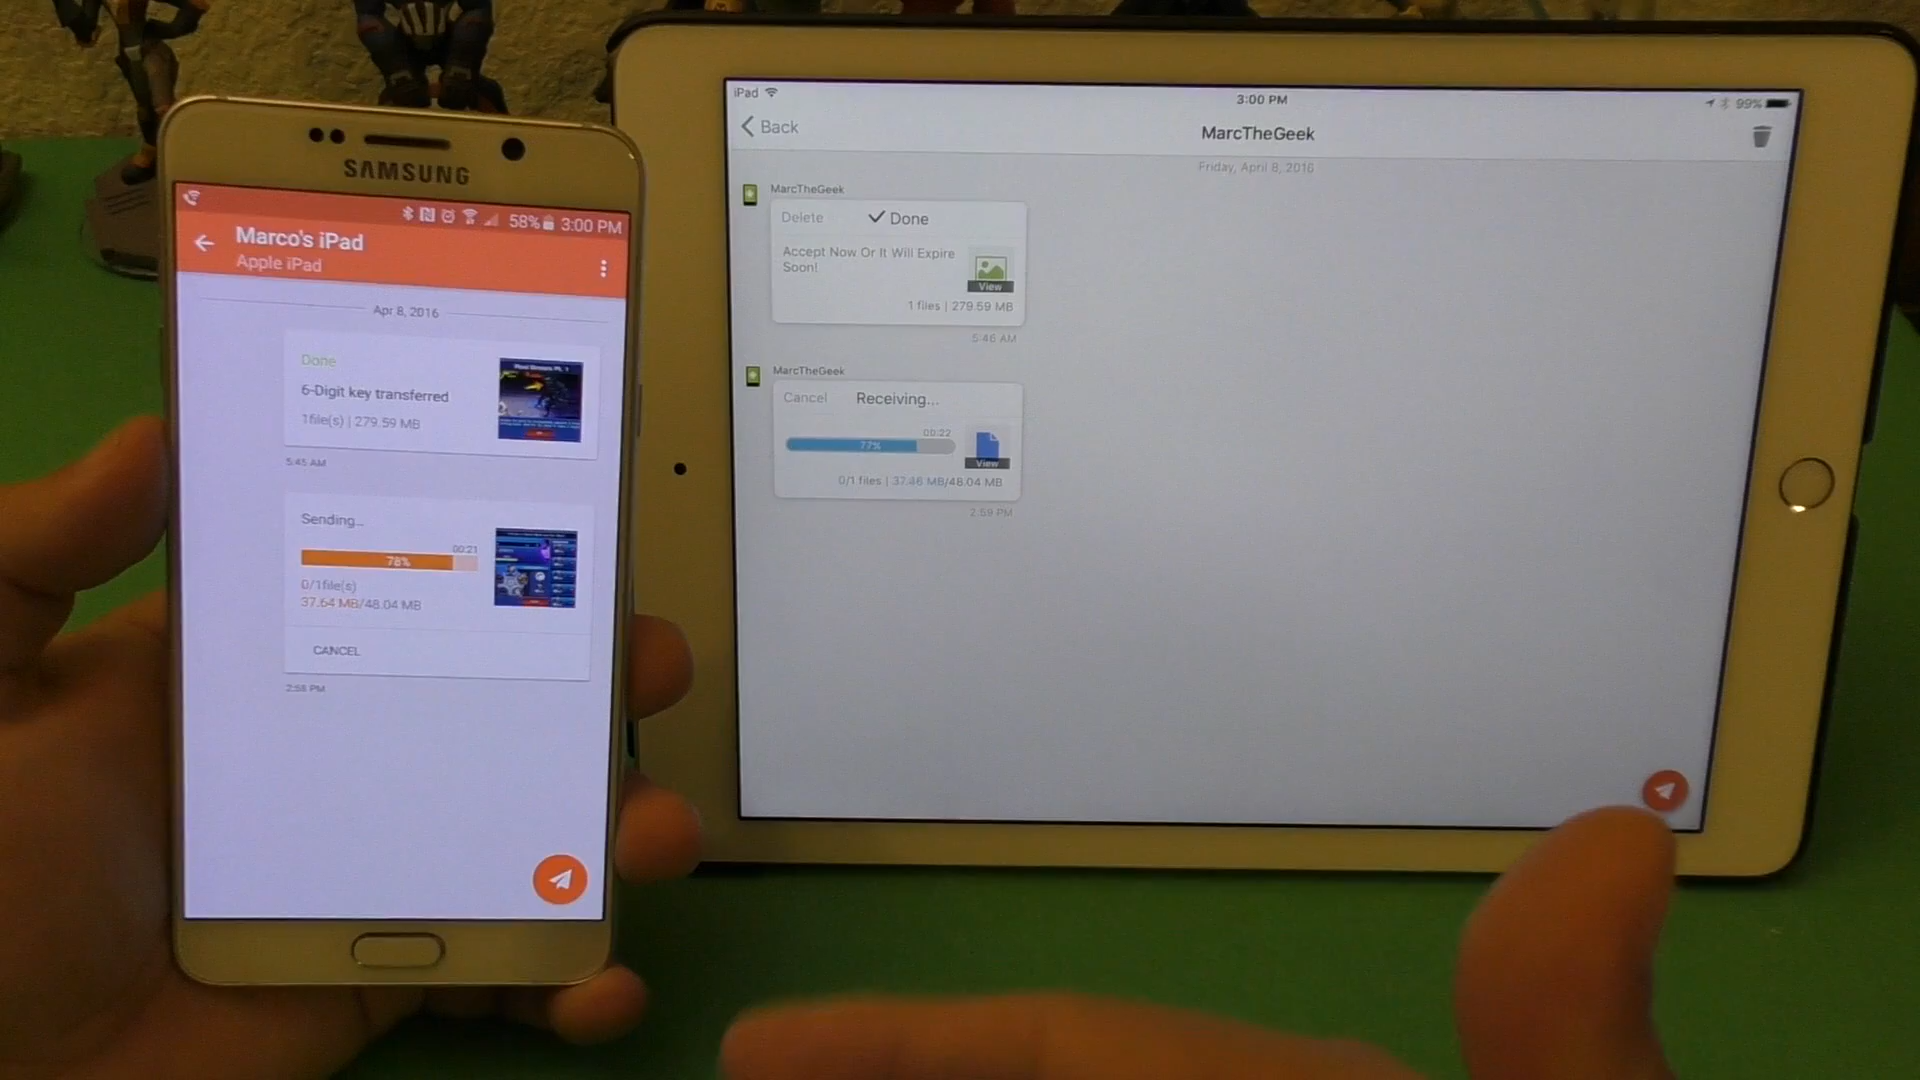 SAMSUNG
58% 3:00 PM
Marco's iPad
Apple iPad
Apr 8, 2016
Done
6-Digit key transferred
1file(s) | 279.59 MB
5:45 AM
Sending...
00:21
78%
0/1file(s)
37.64 MB/48.04 MB
CANCEL
2:58 PM
iPad
3:00 PM
99%
Back
MarcTheGeek
Friday, April 8, 2016
MarcTheGeek
Delete
Done
Accept Now Or It Will Expire
Soon!
View
1 files | 279.59 MB
5:46 AM
MarcTheGeek
Cancel
Receiving...
00:22
77%
View
0/1 files | 37.46 MB/48.04 MB
2:59 PM